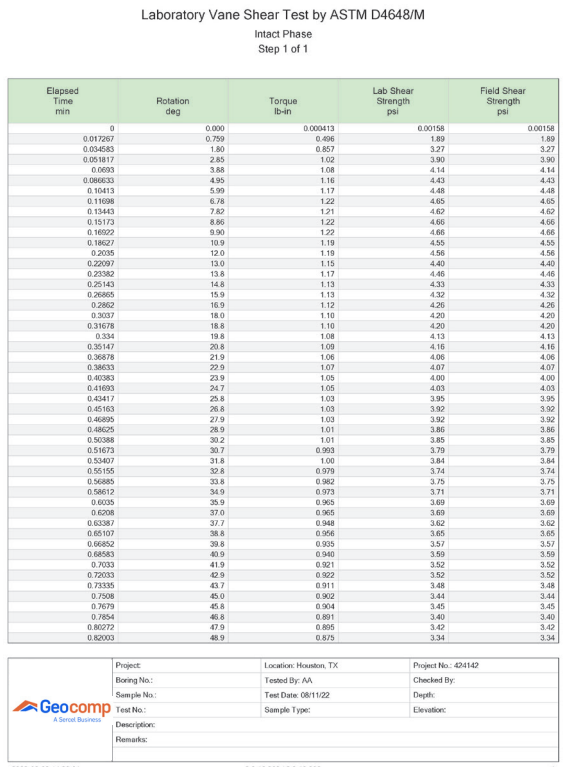 Laboratory Vane Shear Test by ASTM D4648/M
Intact Phase
Step 1 of 1
Elapsed Time min Rotation deg Torque lb-in Lab Shear Strength psi Field Shear Strength psi
0 0.000 0.000413 0.00158 0.00158
0.017267 0.759 0.496 1.89 1.89
0.034583 1.80 0.857 3.27 3.27
0.051817 2.85 1.02 3.90 3.90
0.0693 3.88 1.08 4.14 4.14
0.086633 4.95 1.16 4.43 4.43
0.10413 5.99 1.17 4.48 4.48
0.11698 6.78 1.22 4.65 4.65
0.13443 7.82 1.21 4.62 4.62
0.15173 8.86 1.22 4.66 4.66
0.16922 9.90 1.22 4.66 4.66
0.18627 10.9 1.19 4.55 4.55
0.2035 12.0 1.19 4.56 4.56
0.22097 13.0 1.15 4.40 4.40
0.23382 13.8 1.17 4.46 4.46
0.25143 14.8 1.13 4.33 4.33
0.26865 15.9 1.13 4.32 4.32
0.2862 16.9 1.12 4.26 4.26
0.3037 18.0 1.10 4.20 4.20
0.31678 18.8 1.10 4.20 4.20
0.334 19.8 1.08 4.13 4.13
0.35147 20.8 1.09 4.16 4.16
0.36878 21.9 1.06 4.06 4.06
0.38633 22.9 1.07 4.07 4.07
0.40383 23.9 1.05 4.00 4.00
0.41693 24.7 1.05 4.03 4.03
0.43417 25.8 1.03 3.95 3.95
0.45163 26.8 1.03 3.92 3.92
0.46895 27.9 1.03 3.92 3.92
0.48625 28.9 1.01 3.86 3.86
0.50388 30.2 1.01 3.85 3.85
0.51673 30.7 0.993 3.79 3.79
0.53407 31.8 1.00 3.84 3.84
0.55155 32.8 0.979 3.74 3.74
0.56885 33.8 0.982 3.75 3.75
0.58612 34.9 0.973 3.71 3.71
0.6035 35.9 0.965 3.69 3.69
0.6208 37.0 0.965 3.69 3.69
0.63387 37.7 0.948 3.62 3.62
0.65107 38.8 0.956 3.65 3.65
0.66852 39.8 0.935 3.57 3.57
0.68583 40.9 0.940 3.59 3.59
0.7033 41.9 0.921 3.52 3.52
0.72033 42.9 0.922 3.52 3.52
0.73335 43.7 0.911 3.48 3.48
0.7508 45.0 0.902 3.44 3.44
0.7679 45.8 0.904 3.45 3.45
0.7854 46.8 0.891 3.40 3.40
0.80272 47.9 0.895 3.42 3.42
0.82003 48.9 0.875 3.34 3.34
Geocomp
A Sercel Business
Project: Location: Houston, TX Project No.: 424142
Boring No.: Tested By: AA Checked By:
Sample No.: Test Date: 08/11/22 Depth:
Test No.: Sample Type: Elevation:
Description:
Remarks: